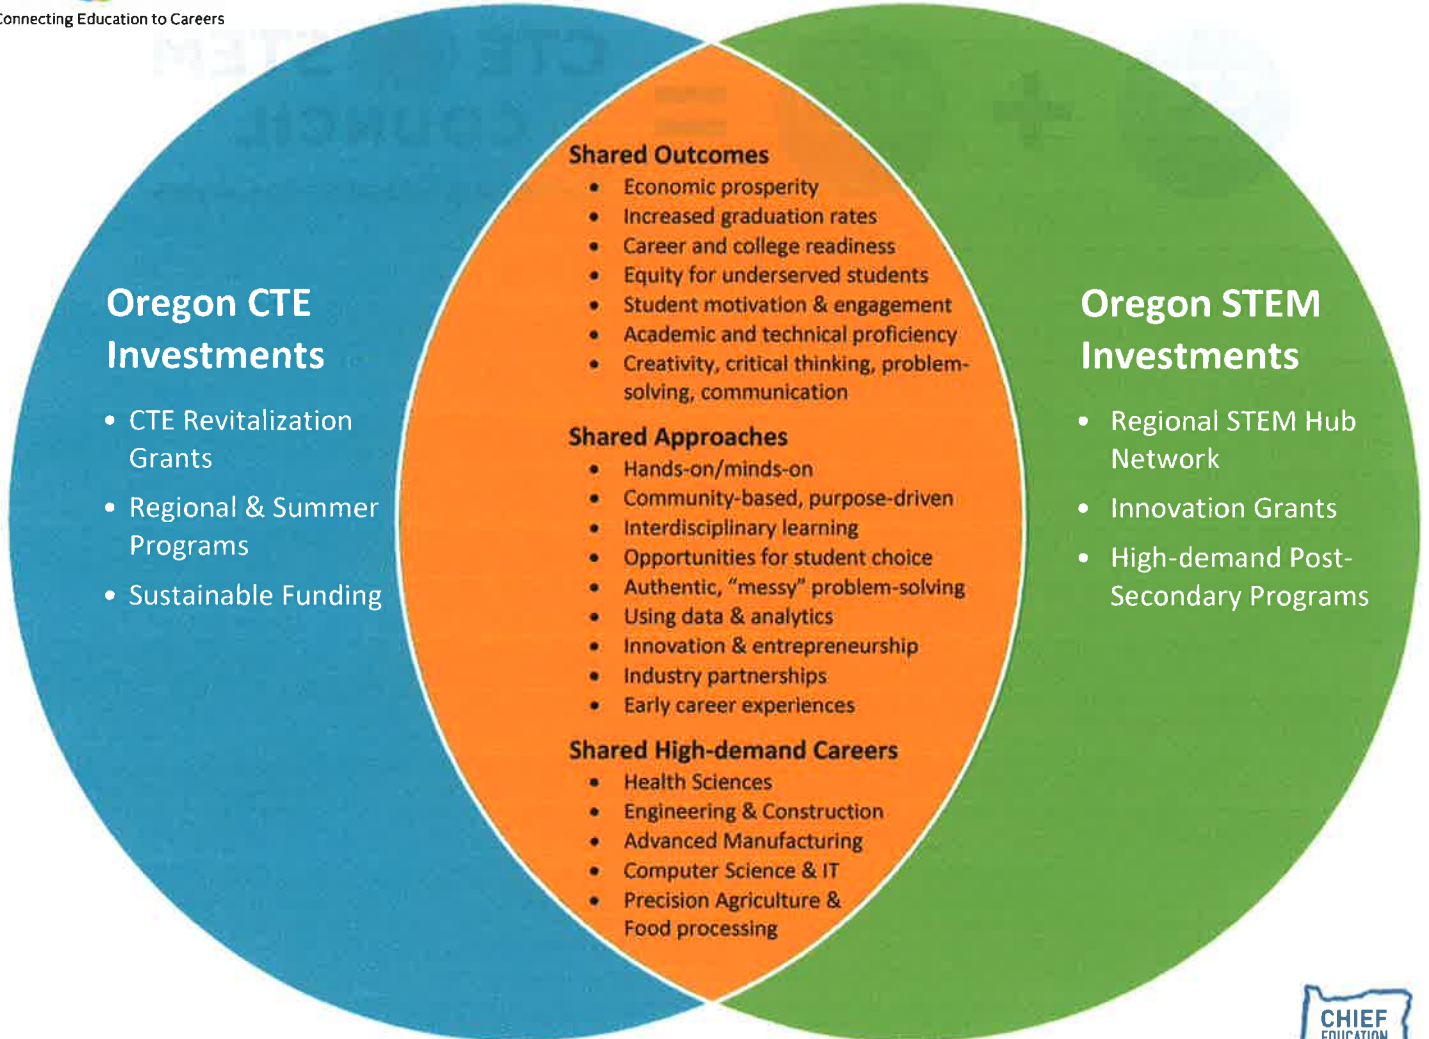 Connecting Education to Careers
Shared Outcomes
• Economic prosperity
• Increased graduation rates
• Career and college readiness
• Equity for underserved students
• Student motivation & engagement
• Academic and technical proficiency
• Creativity, critical thinking, problem-
solving, communication
Shared Approaches
• Hands-on/minds-on
• Community-based, purpose-driven
• Interdisciplinary learning
• Opportunities for student choice
• Authentic, “messy” problem-solving
• Using data & analytics
• Innovation & entrepreneurship
• Industry partnerships
• Early career experiences
Shared High-demand Careers
• Health Sciences
• Engineering & Construction
• Advanced Manufacturing
• Computer Science & IT
• Precision Agriculture &
Food processing
Oregon CTE
Investments
• CTE Revitalization
Grants
• Regional & Summer
Programs
• Sustainable Funding
Oregon STEM
Investments
• Regional STEM Hub
Network
• Innovation Grants
• High-demand Post-
Secondary Programs
CHIEF
EDUCATION
CTE STEM
COUNCIL